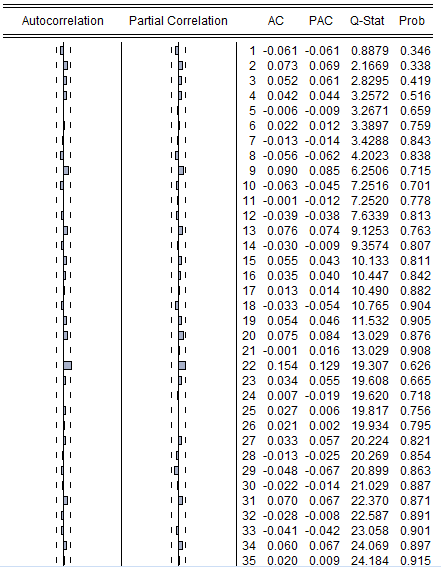 Autocorrelation Partial Correlation AC PAC Q-Stat Prob
1 -0.061 -0.061 0.8879 0.346
2 0.073 0.069 2.1669 0.338
3 0.052 0.061 2.8295 0.419
4 0.042 0.044 3.2572 0.516
5 -0.006 -0.009 3.2671 0.659
6 0.022 0.012 3.3897 0.759
7 -0.013 -0.014 3.4288 0.843
8 -0.056 -0.062 4.2023 0.838
9 0.090 0.085 6.2506 0.715
10 -0.063 -0.045 7.2516 0.701
11 -0.001 -0.012 7.2520 0.778
12 -0.039 -0.038 7.6339 0.813
13 0.076 0.074 9.1253 0.763
14 -0.030 -0.009 9.3574 0.807
15 0.055 0.043 10.133 0.811
16 0.035 0.040 10.447 0.842
17 0.013 0.014 10.490 0.882
18 -0.033 -0.054 10.765 0.904
19 0.054 0.046 11.532 0.905
20 0.075 0.084 13.029 0.876
21 -0.001 0.016 13.029 0.908
22 0.154 0.129 19.307 0.626
23 0.034 0.055 19.608 0.665
24 0.007 -0.019 19.620 0.718
25 0.027 0.006 19.817 0.756
26 0.021 0.002 19.934 0.795
27 0.033 0.057 20.224 0.821
28 -0.013 -0.025 20.269 0.854
29 -0.048 -0.067 20.899 0.863
30 -0.022 -0.014 21.029 0.887
31 0.070 0.067 22.370 0.871
32 -0.028 -0.008 22.587 0.891
33 -0.041 -0.042 23.058 0.901
34 0.060 0.067 24.069 0.897
35 0.020 0.009 24.184 0.915